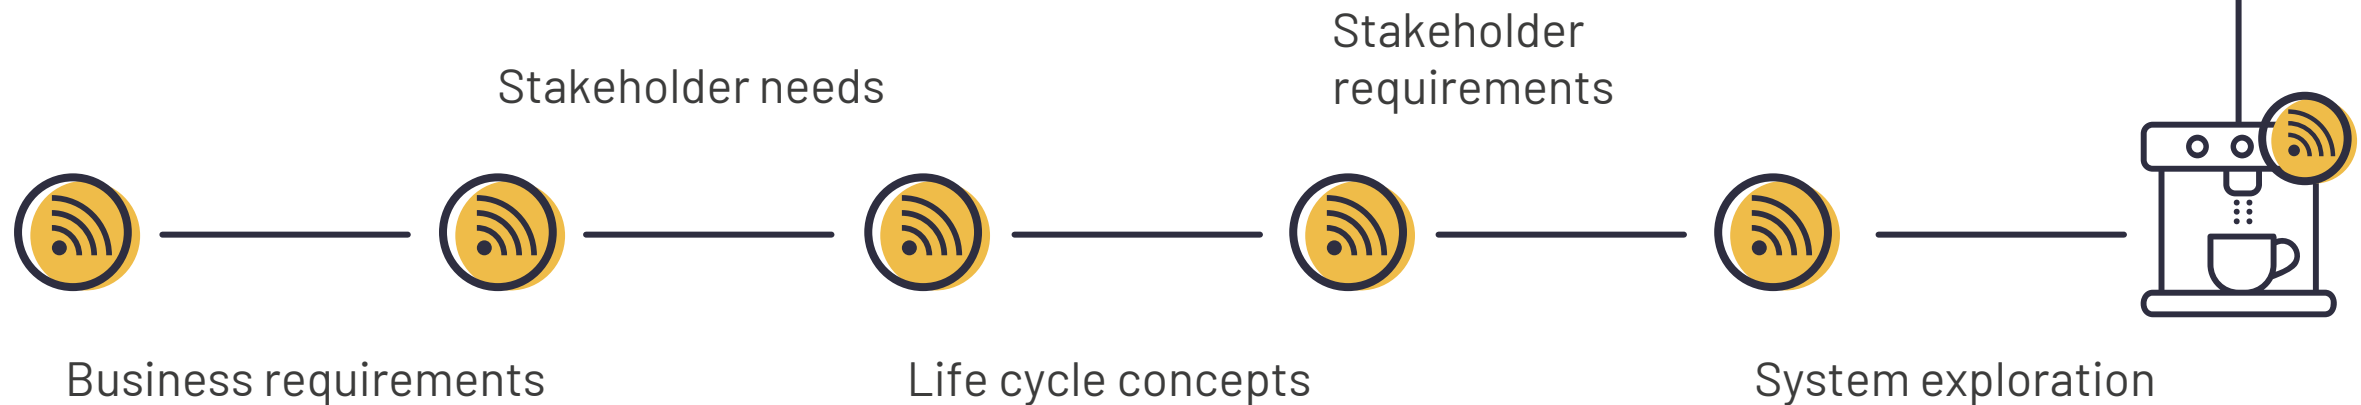 Stakeholder
requirements
Stakeholder needs
Business requirements
Life cycle concepts
System exploration